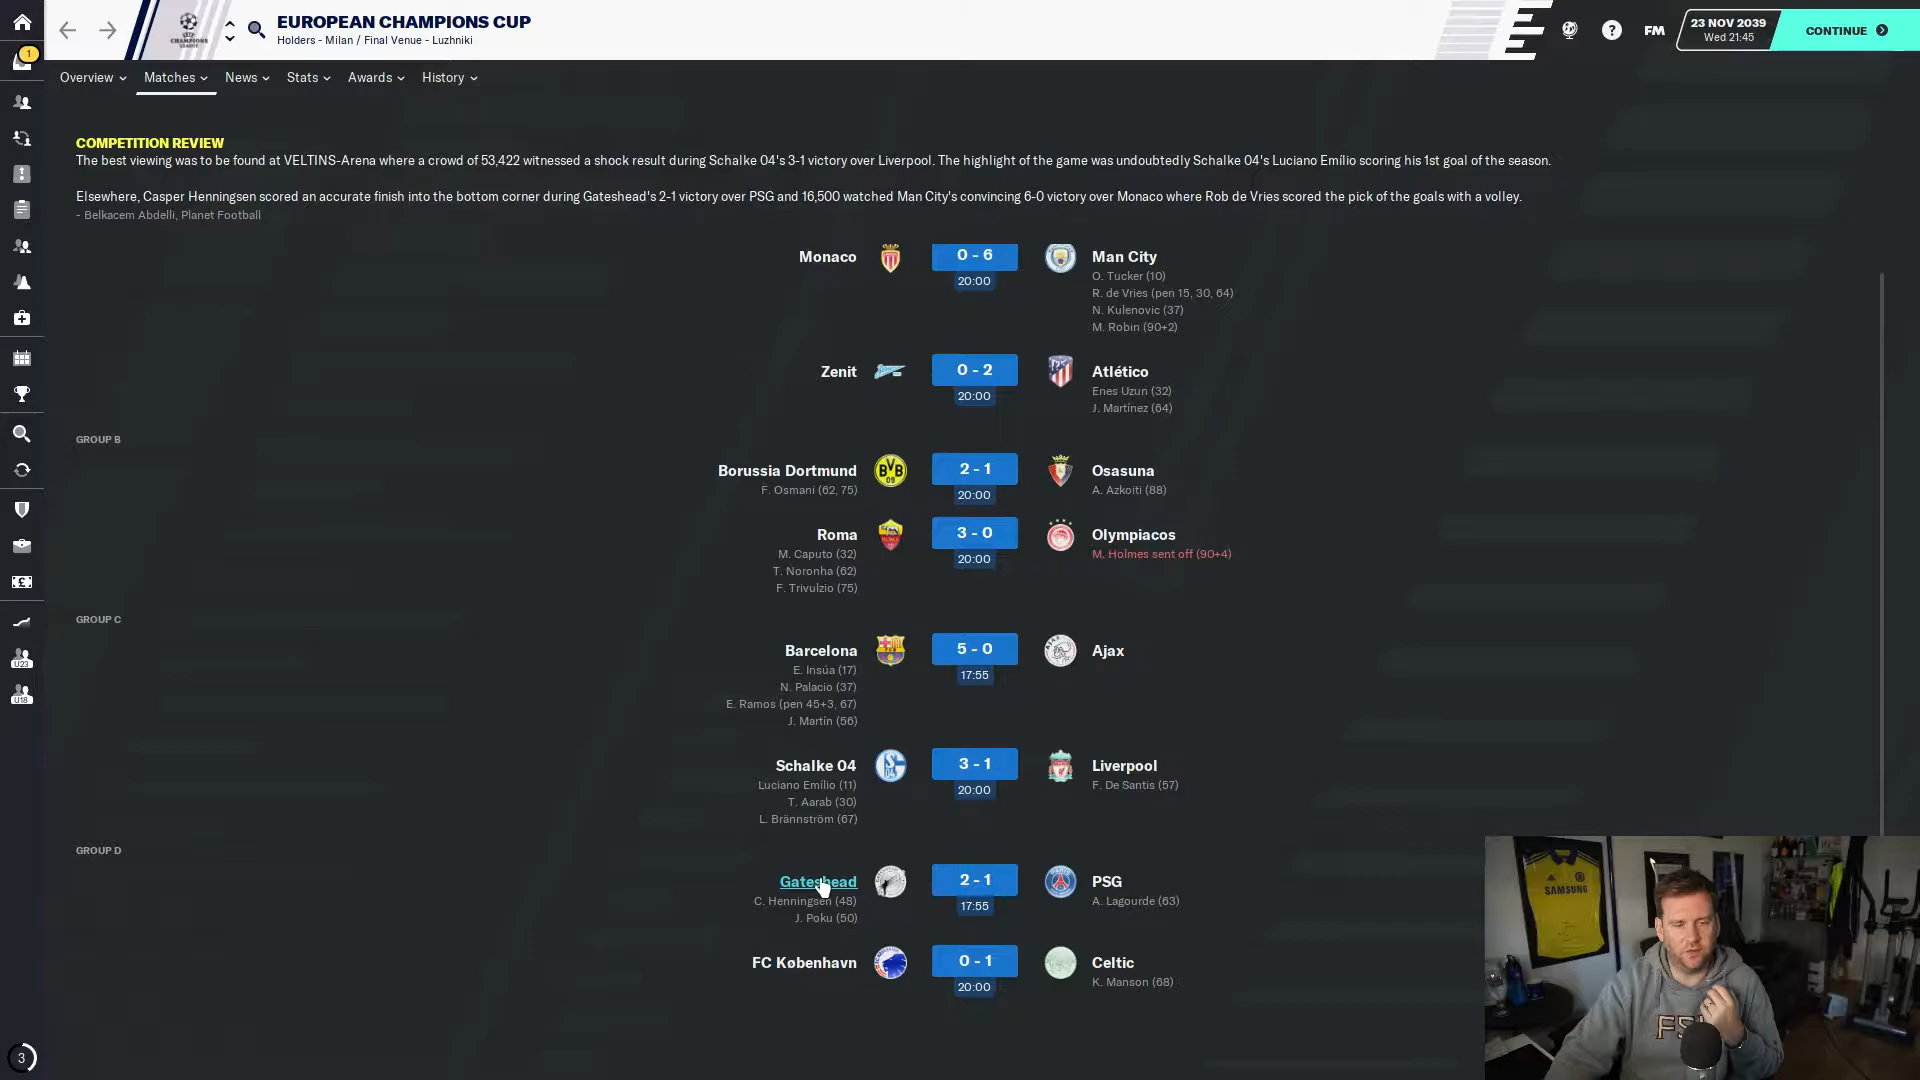 EUROPEAN CHAMPIONS CUP
Holders - Milan / Final Venue - Luzhniki
CHAMPIONS LEAGUE
FM
23 NOV 2039
Wed 21:45
CONTINUE
1
Overview
Matches
News
Stats
Awards
History
COMPETITION REVIEW
The best viewing was to be found at VELTINS-Arena where a crowd of 53,422 witnessed a shock result during Schalke 04's 3-1 victory over Liverpool. The highlight of the game was undoubtedly Schalke 04's Luciano Emílio scoring his 1st goal of the season.
Elsewhere, Casper Henningsen scored an accurate finish into the bottom corner during Gateshead's 2-1 victory over PSG and 16,500 watched Man City's convincing 6-0 victory over Monaco where Rob de Vries scored the pick of the goals with a volley.
- Belkacem Abdelli, Planet Football
Monaco 0 - 6 Man City
20:00
O. Tucker (10)
R. de Vries (pen 15, 30, 64)
N. Kulenovic (37)
M. Robin (90+2)
Zenit 0 - 2 Atlético
20:00
Enes Uzun (32)
J. Martínez (64)
GROUP B
Borussia Dortmund 2 - 1 Osasuna
F. Osmani (62, 75) 20:00 A. Azkoiti (88)
Roma 3 - 0 Olympiacos
M. Caputo (32) 20:00 M. Holmes sent off (90+4)
T. Noronha (62)
F. Trivulzio (75)
GROUP C
Barcelona 5 - 0 Ajax
E. Insúa (17) 17:55
N. Palacio (37)
E. Ramos (pen 45+3, 67)
J. Martín (56)
Schalke 04 3 - 1 Liverpool
Luciano Emílio (11) 20:00 F. De Santis (57)
T. Aarab (30)
L. Brännström (67)
GROUP D
Gateshead 2 - 1 PSG
C. Henningsen (48) 17:55 A. Lagourde (63)
J. Poku (50)
FC København 0 - 1 Celtic
20:00 K. Manson (68)
U23
U18
3
SAMSUNG